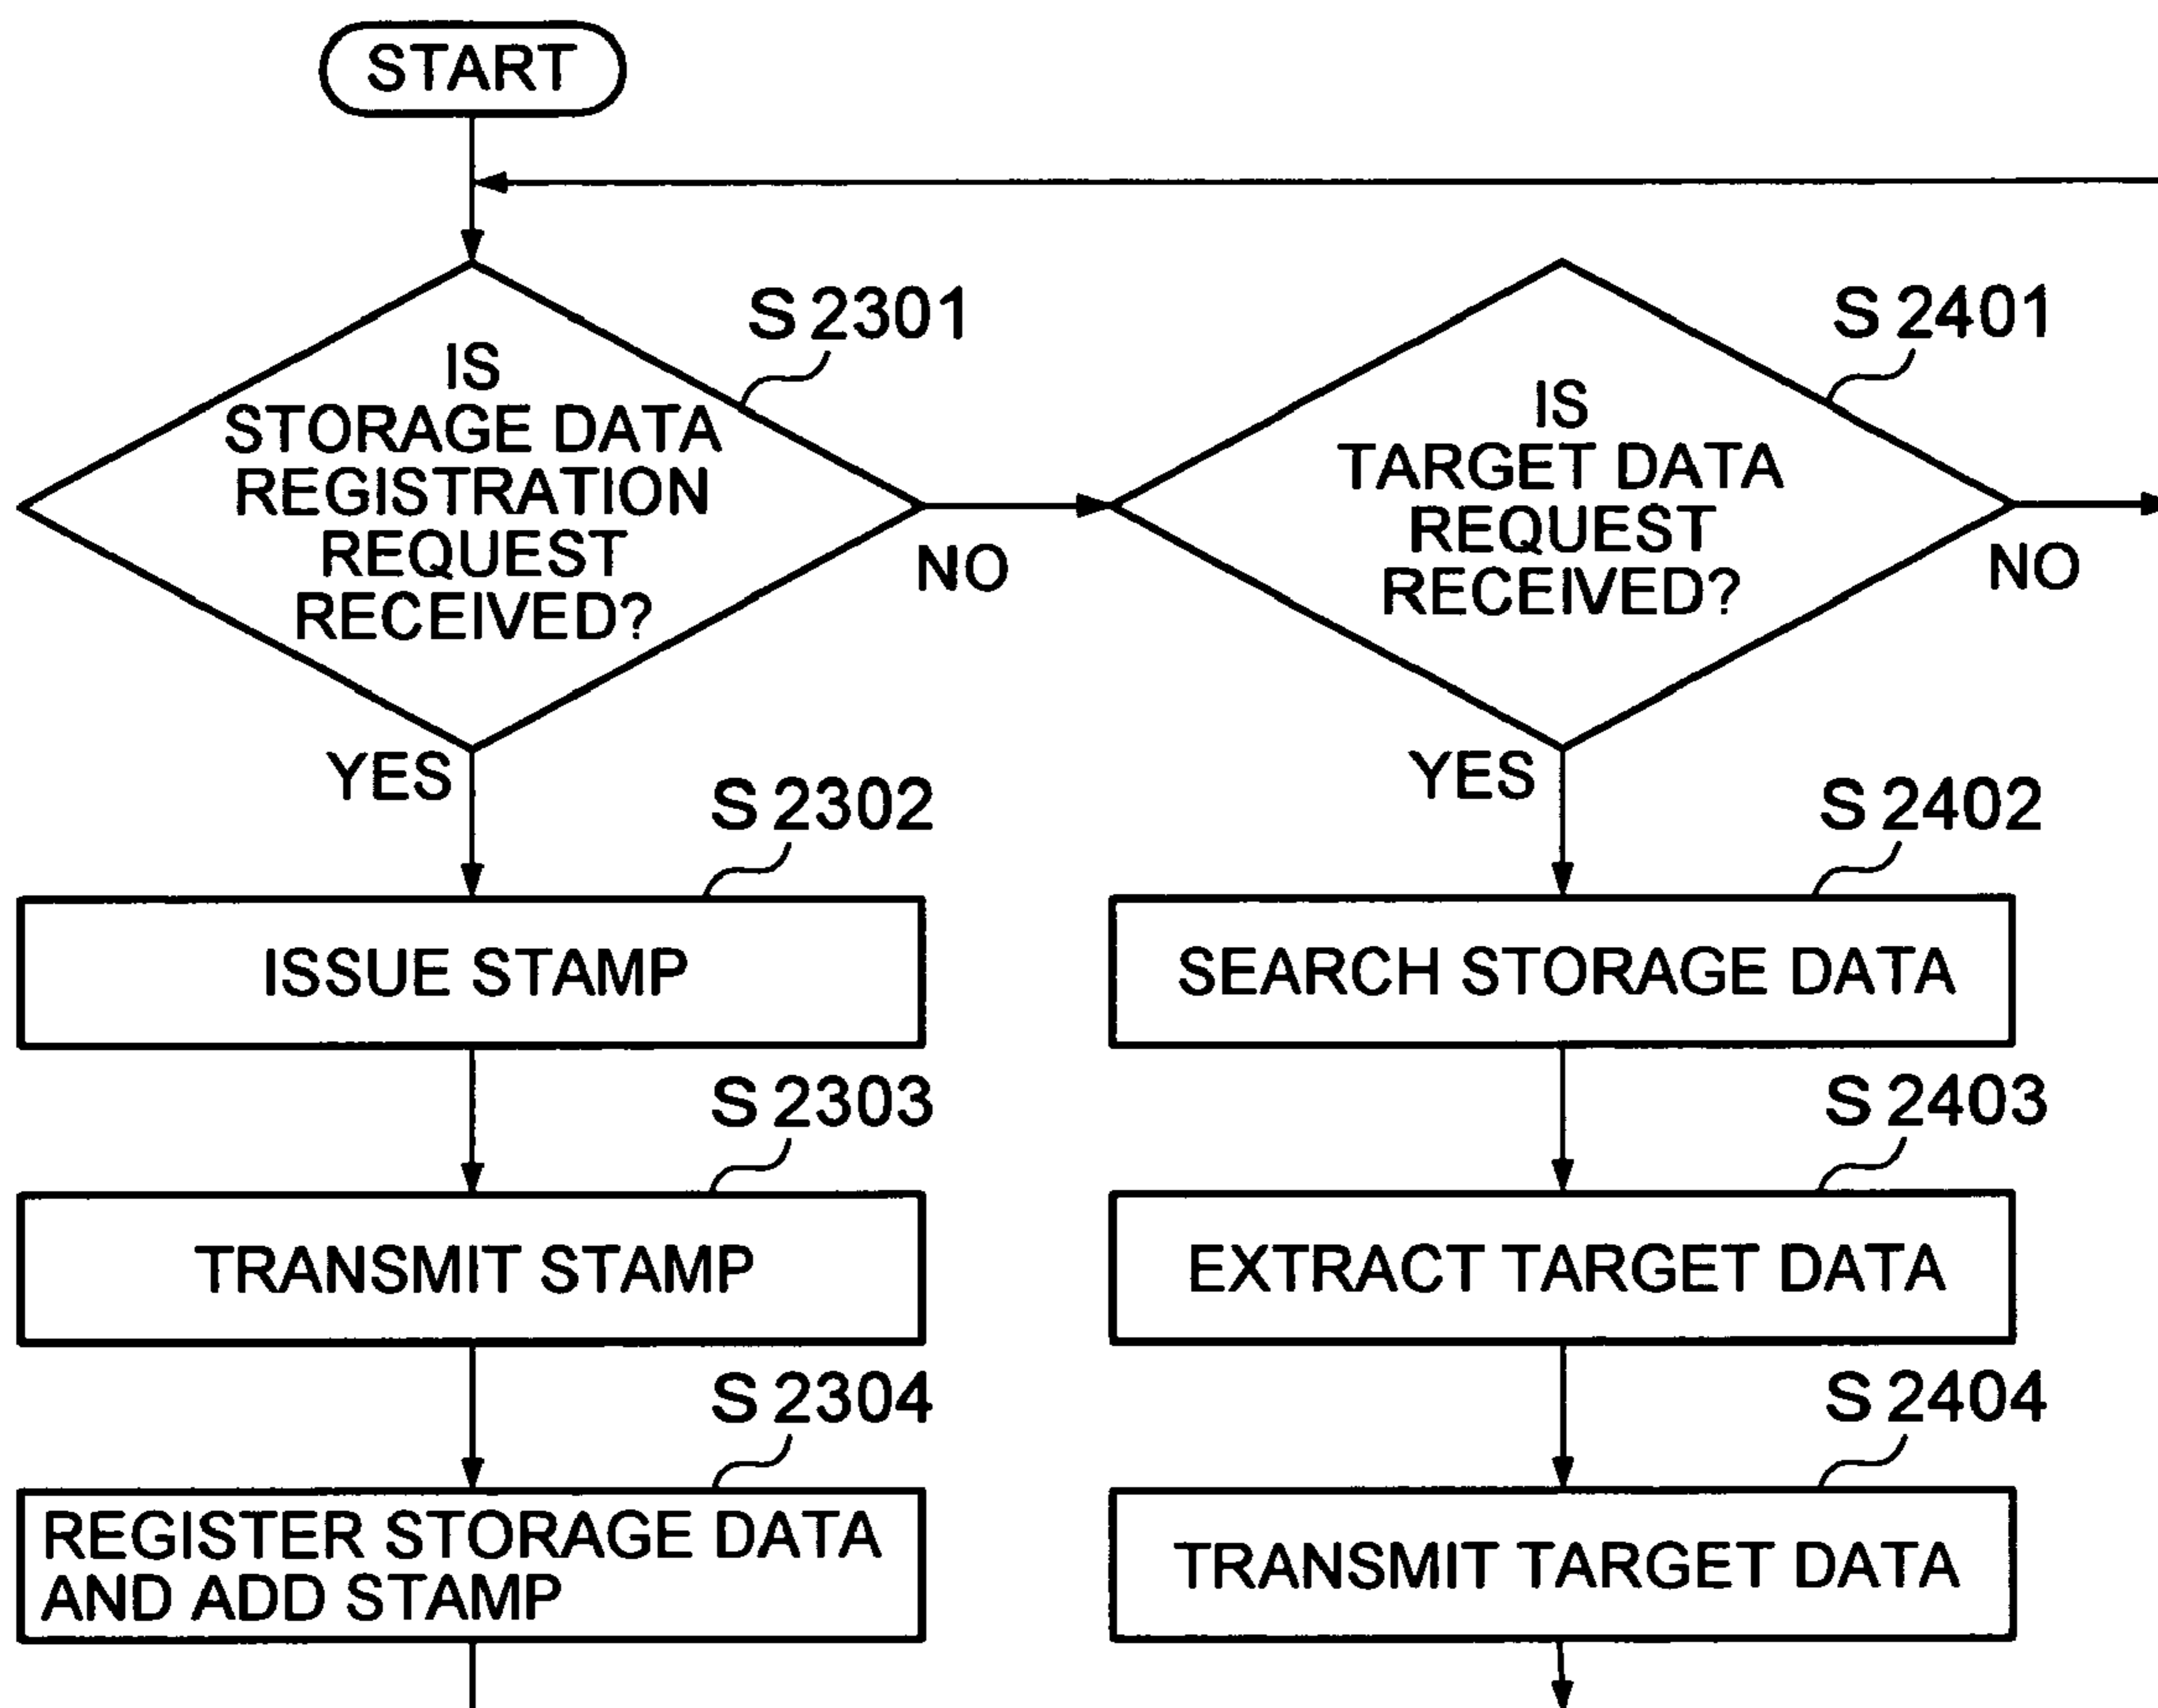 START
S 2301
IS
STORAGE DATA
REGISTRATION
REQUEST
RECEIVED?
NO
YES
S 2302
ISSUE STAMP
S 2303
TRANSMIT STAMP
S 2304
REGISTER STORAGE DATA
AND ADD STAMP
S 2401
IS
TARGET DATA
REQUEST
RECEIVED?
NO
YES
S 2402
SEARCH STORAGE DATA
S 2403
EXTRACT TARGET DATA
S 2404
TRANSMIT TARGET DATA